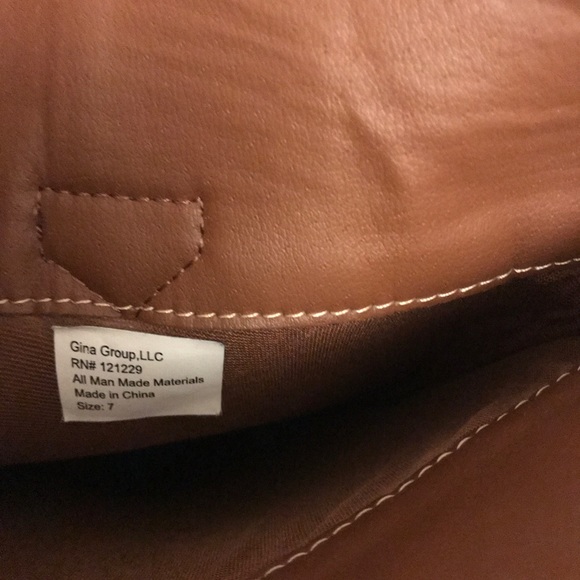 Gina Group,LLC
RN# 121229
All Man Made Materials
Made in China
Size: 7